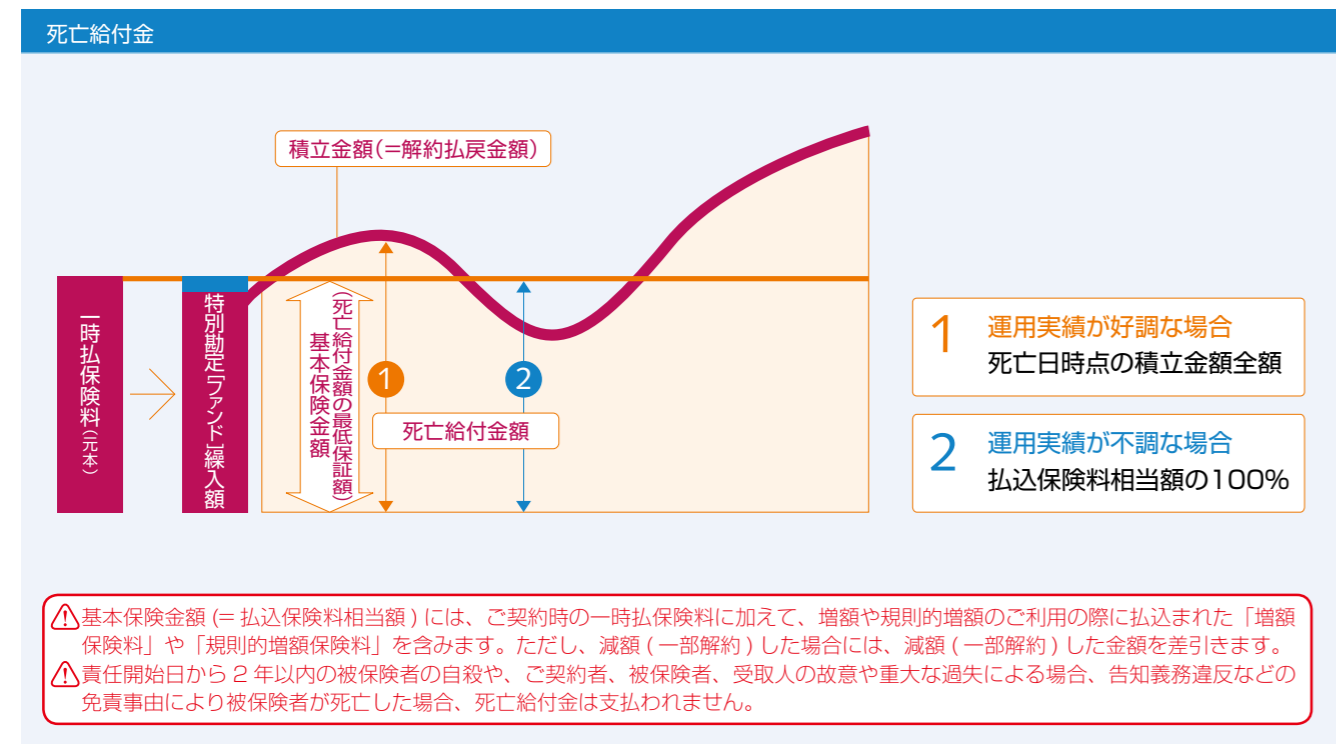 死亡給付金
積立金額(=解約払戻金額)
一時払保険料(元本)
特別勘定[ファンド]繰入額
(死亡給付金額の最低保証額)
基本保険金額
1
2
死亡給付金額
1 運用実績が好調な場合
死亡日時点の積立金額全額
2 運用実績が不調な場合
払込保険料相当額の100%
基本保険金額 (= 払込保険料相当額 ) には、ご契約時の一時払保険料に加えて、増額や規則的増額のご利用の際に払込まれた「増額
保険料」や「規則的増額保険料」を含みます。ただし、減額 ( 一部解約 ) した場合には、減額 ( 一部解約 ) した金額を差引きます。
責任開始日から 2 年以内の被保険者の自殺や、ご契約者、被保険者、受取人の故意や重大な過失による場合、告知義務違反などの
免責事由により被保険者が死亡した場合、死亡給付金は支払われません。